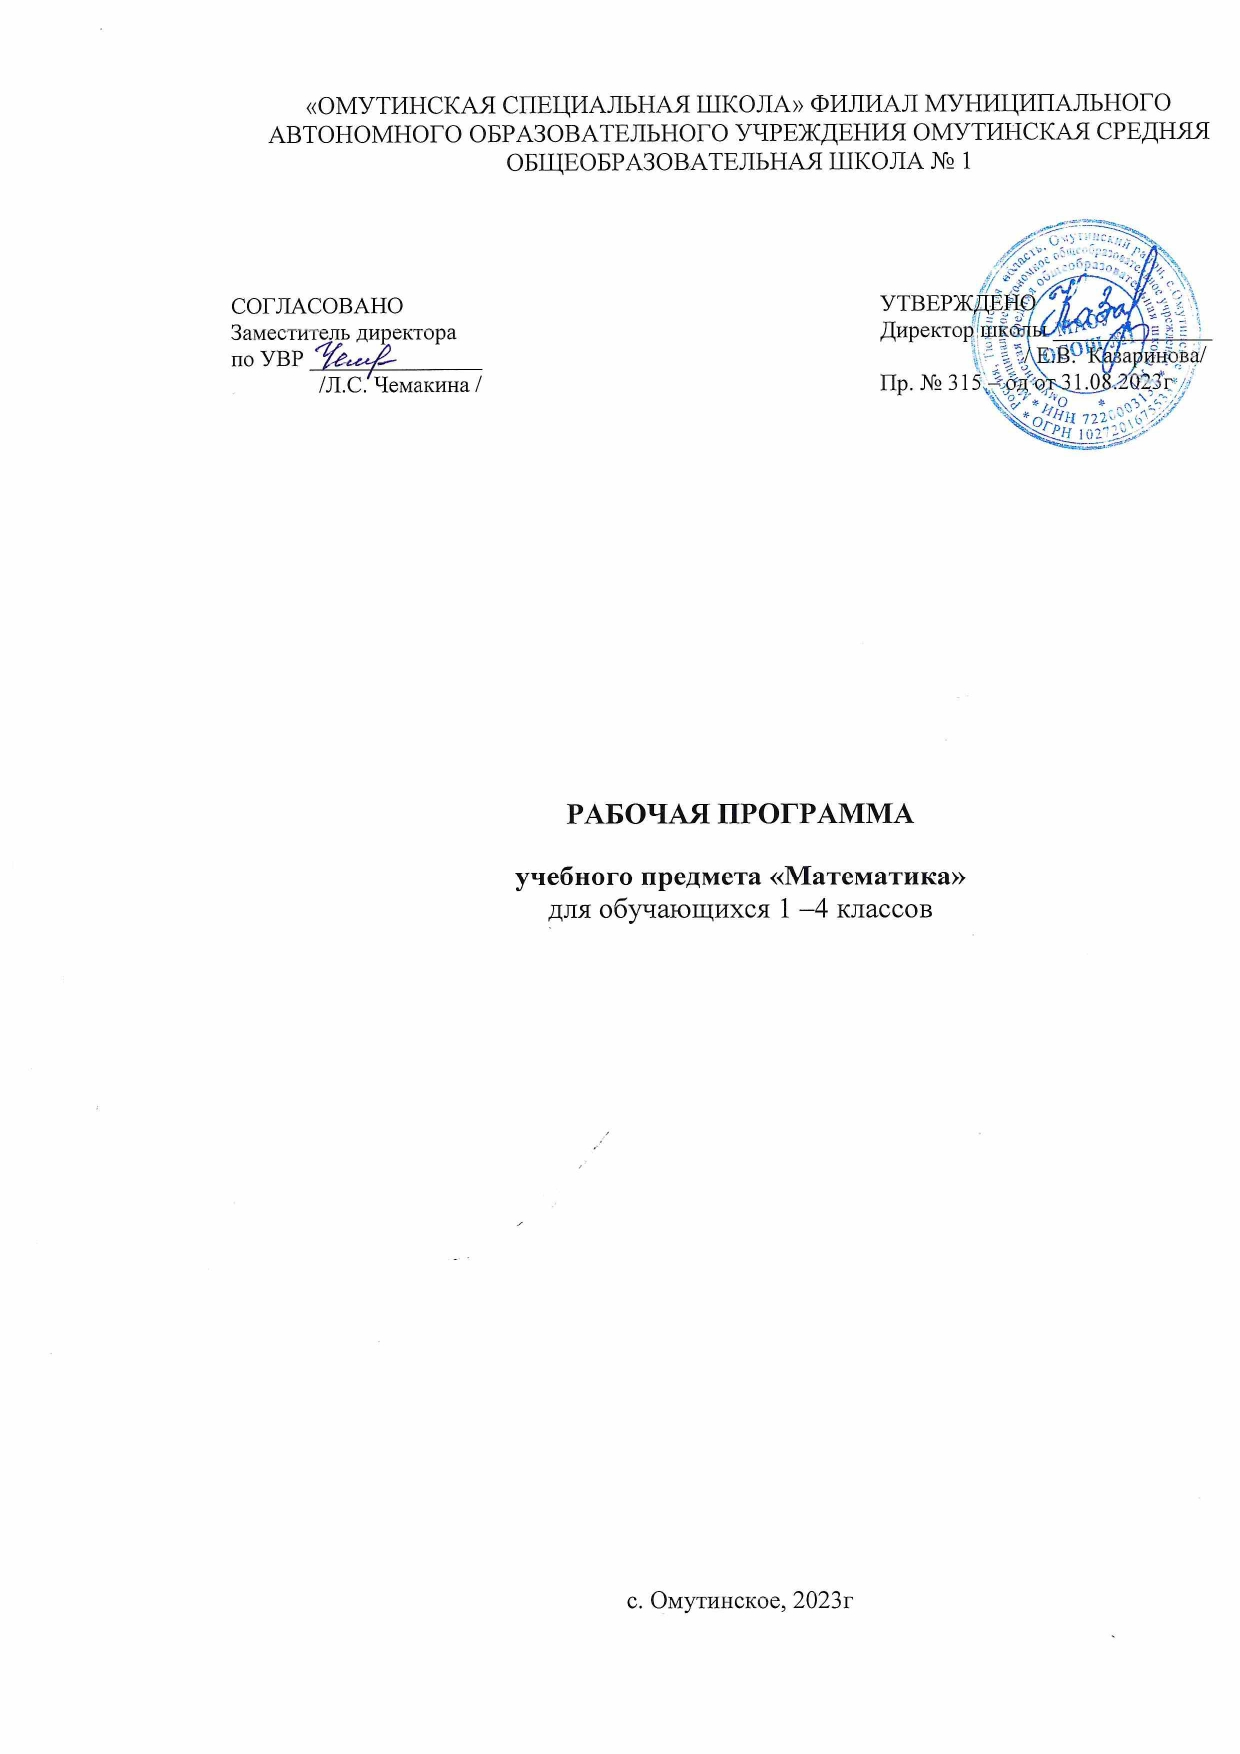 «ОМУТИНСКАЯ СПЕЦИАЛЬНАЯ ШКОЛА» ФИЛИАЛ МУНИЦИПАЛЬНОГО
АВТОНОМНОГО ОБРАЗОВАТЕЛЬНОГО УЧРЕЖДЕНИЯ ОМУТИНСКАЯ СРЕДНЯЯ
ОБЩЕОБРАЗОВАТЕЛЬНАЯ ШКОЛА № 1
СОГЛАСОВАНО
Заместитель директора
по УВР
/Л.С. Чемакина /
УТВЕРЖДЕНО
Директор школы
/ Е.В. Казаринова/
Пр. № 315 – од от 31.08.2023г
РАБОЧАЯ ПРОГРАММА
учебного предмета «Математика»
для обучающихся 1 –4 классов
с. Омутинское, 2023г